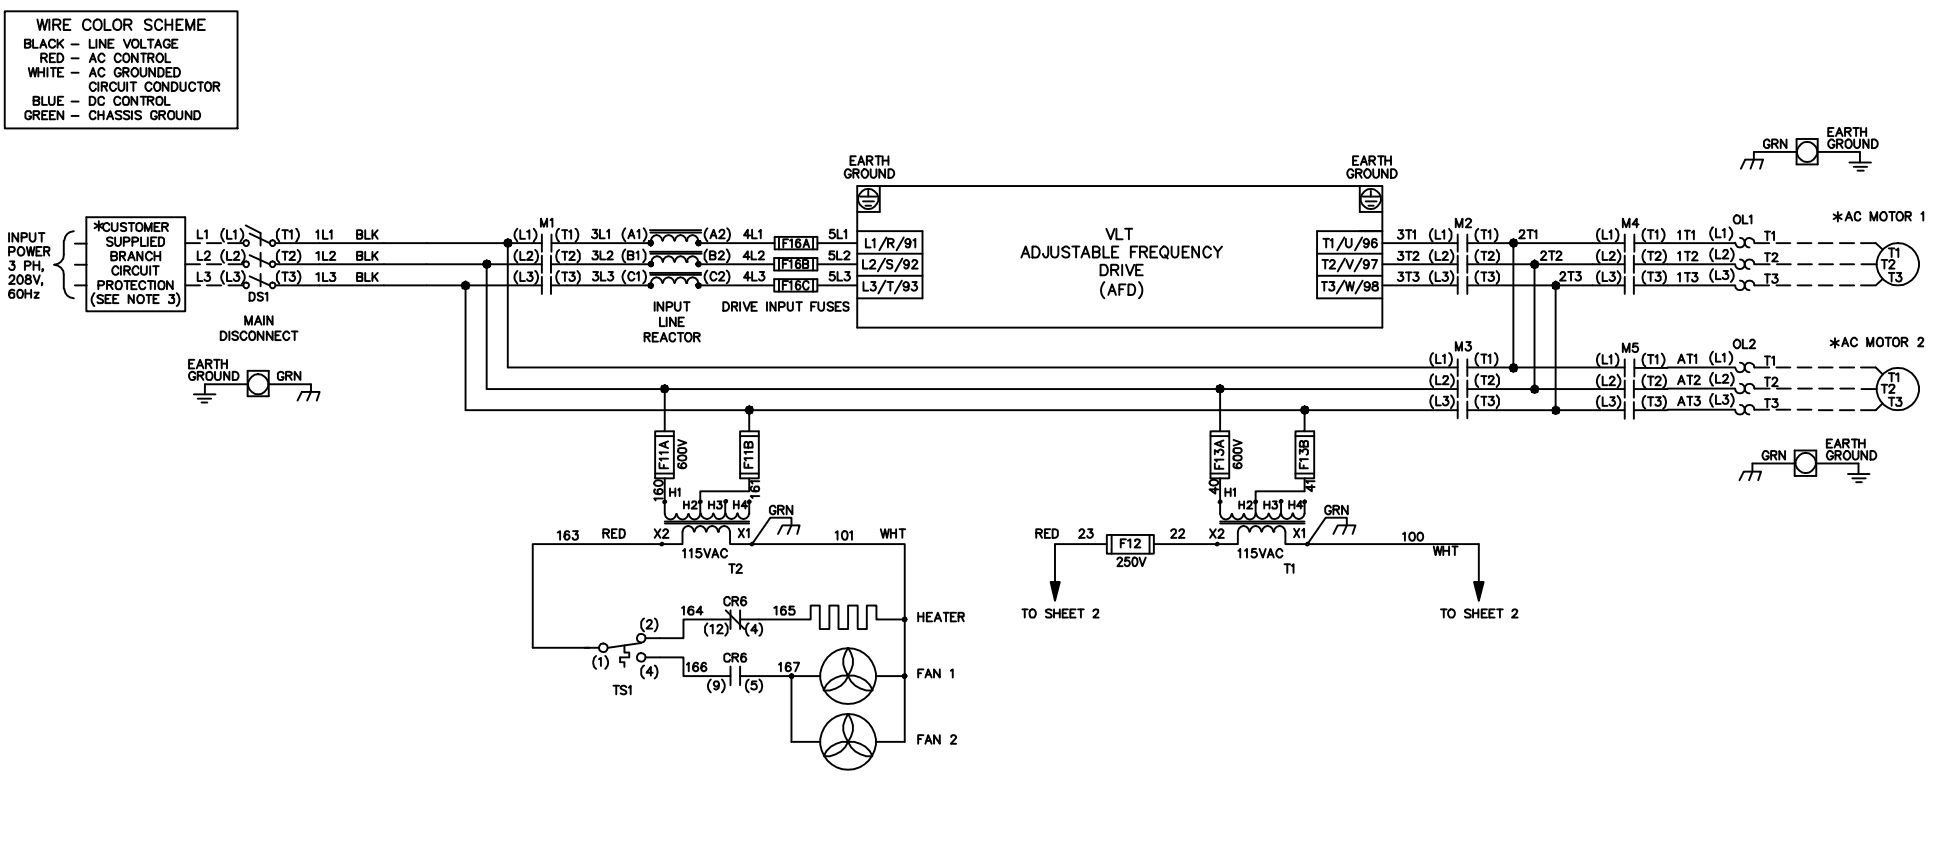 WIRE COLOR SCHEME
BLACK – LINE VOLTAGE
RED – AC CONTROL
WHITE – AC GROUNDED
CIRCUIT CONDUCTOR
BLUE – DC CONTROL
GREEN – CHASSIS GROUND
INPUT
POWER
3 PH,
208V,
60Hz
*CUSTOMER
SUPPLIED
BRANCH
CIRCUIT
PROTECTION
(SEE NOTE 3)
L1 (L1) (T1) 1L1 BLK
L2 (L2) (T2) 1L2 BLK
L3 (L3) (T3) 1L3 BLK
DS1
MAIN
DISCONNECT
EARTH
GROUND
GRN
M1
(L1) (T1) 3L1 (A1) (A2) 4L1 F16A 5L1
(L2) (T2) 3L2 (B1) (B2) 4L2 F16B 5L2
(L3) (T3) 3L3 (C1) (C2) 4L3 F16C 5L3
INPUT
LINE
REACTOR
DRIVE INPUT FUSES
EARTH
GROUND
EARTH
GROUND
L1/R/91
L2/S/92
L3/T/93
VLT
ADJUSTABLE FREQUENCY
DRIVE
(AFD)
T1/U/96
T2/V/97
T3/W/98
M2
3T1 (L1) (T1) 2T1
3T2 (L2) (T2) 2T2
3T3 (L3) (T3) 2T3
M4 OL1
(L1) (T1) 1T1 (L1) T1
(L2) (T2) 1T2 (L2) T2
(L3) (T3) 1T3 (L3) T3
GRN
EARTH
GROUND
*AC MOTOR 1
T1
T2
T3
M3
(L1) (T1)
(L2) (T2)
(L3) (T3)
M5 OL2
(L1) (T1) AT1 (L1) T1
(L2) (T2) AT2 (L2) T2
(L3) (T3) AT3 (L3) T3
*AC MOTOR 2
T1
T2
T3
GRN
EARTH
GROUND
F11A
600V
F11B
160
161
H1
H2 H3 H4
GRN
163 RED X2 X1 101 WHT
115VAC
T2
F13A
600V
F13B
40
41
H1
H2 H3 H4
GRN
RED 23 F12 22 X2 X1 100
WHT
250V
115VAC
T1
TO SHEET 2
TO SHEET 2
CR6
164 165
(12) (4)
HEATER
(2)
(1)
(4)
TS1
CR6
166 167
(9) (5)
FAN 1
FAN 2